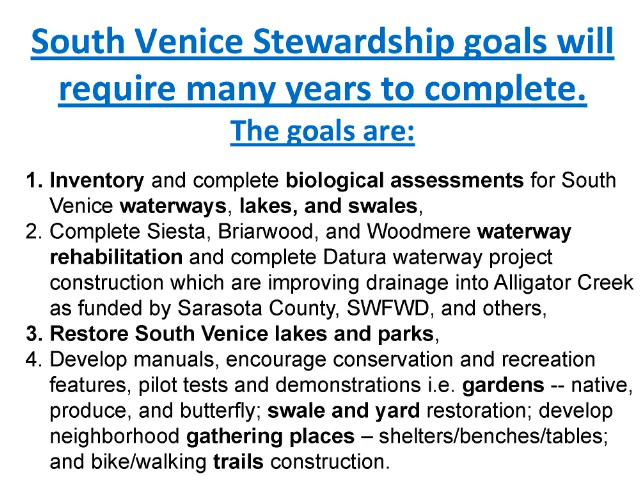 South Venice Stewardship goals will
require many years to complete.
The goals are:
1. Inventory and complete biological assessments for South
Venice waterways, lakes, and swales,
2. Complete Siesta, Briarwood, and Woodmere waterway
rehabilitation and complete Datura waterway project
construction which are improving drainage into Alligator Creek
as funded by Sarasota County, SWFWD, and others,
3. Restore South Venice lakes and parks,
4. Develop manuals, encourage conservation and recreation
features, pilot tests and demonstrations i.e. gardens -- native,
produce, and butterfly; swale and yard restoration; develop
neighborhood gathering places – shelters/benches/tables;
and bike/walking trails construction.